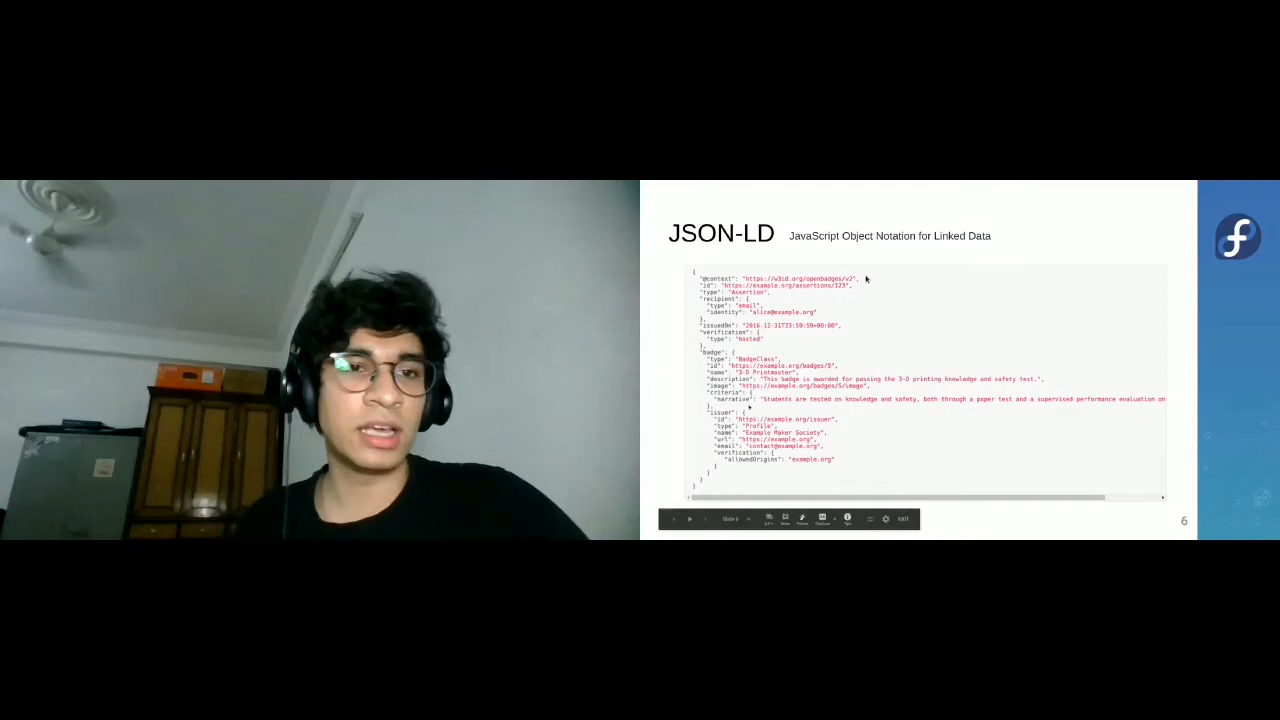 JSON-LD JavaScript Object Notation for Linked Data
{
"@context": "https://w3id.org/openbadges/v2",
"id": "https://example.org/assertions/123",
"type": "Assertion",
"recipient": {
"type": "email",
"identity": "alice@example.org"
},
"issuedOn": "2016-12-31T23:59:59+00:00",
"verification": {
"type": "hosted"
},
"badge": {
"type": "BadgeClass",
"id": "https://example.org/badges/5",
"name": "3-D Printmaster",
"description": "This badge is awarded for passing the 3-D printing knowledge and safety test.",
"image": "https://example.org/badges/5/image",
"criteria": {
"narrative": "Students are tested on knowledge and safety, both through a paper test and a supervised performance evaluation on
},
"issuer": {
"id": "https://example.org/issuer",
"type": "Profile",
"name": "Example Maker Society",
"url": "https://example.org",
"email": "contact@example.org",
"verification": {
"allowedOrigins": "example.org"
}
}
}
}
6